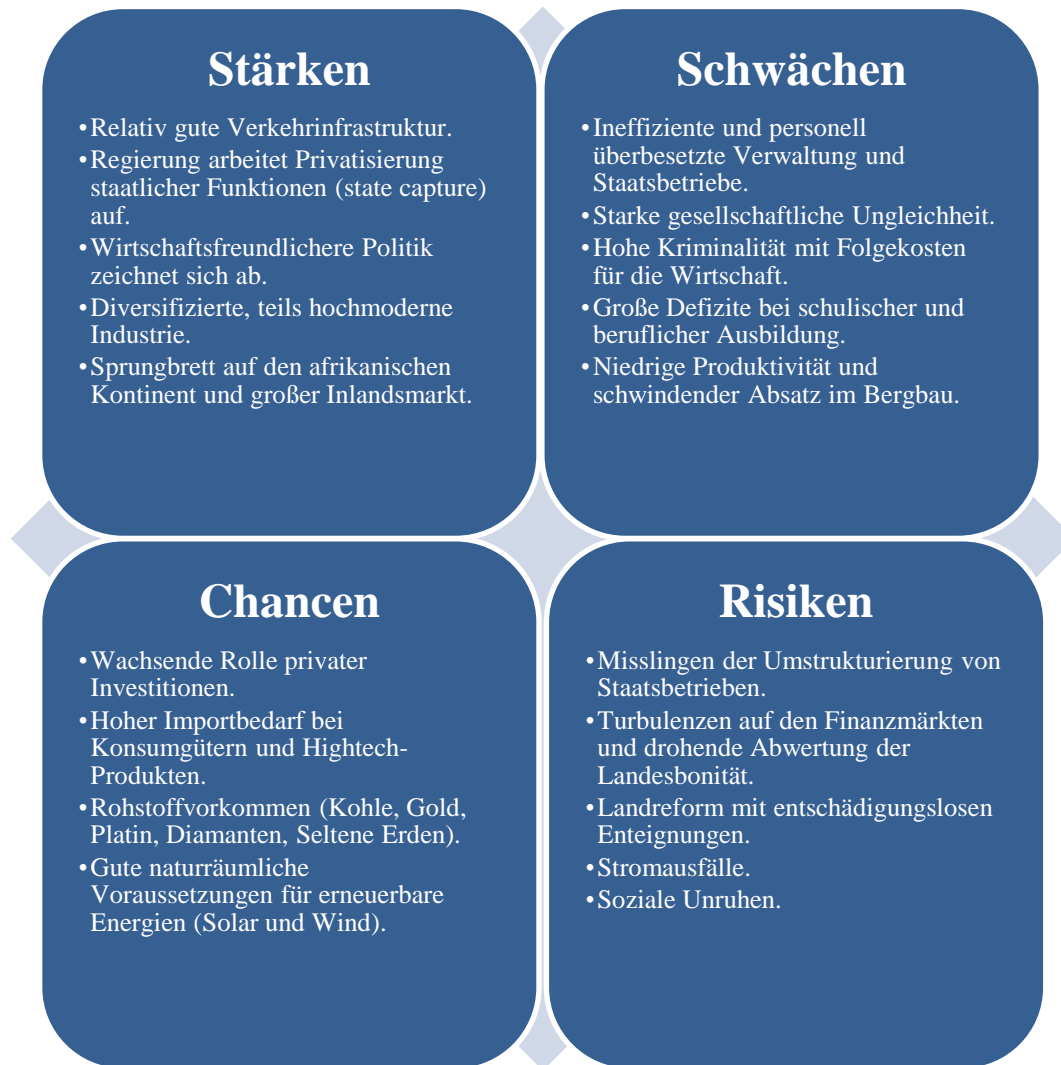 Stärken
•Relativ gute Verkehrinfrastruktur.
•Regierung arbeitet Privatisierung
staatlicher Funktionen (state capture)
auf.
•Wirtschaftsfreundlichere Politik
zeichnet sich ab.
•Diversifizierte, teils hochmoderne
Industrie.
•Sprungbrett auf den afrikanischen
Kontinent und großer Inlandsmarkt.
Schwächen
•Ineffiziente und personell
überbesetzte Verwaltung und
Staatsbetriebe.
•Starke gesellschaftliche Ungleichheit.
•Hohe Kriminalität mit Folgekosten
für die Wirtschaft.
•Große Defizite bei schulischer und
beruflicher Ausbildung.
•Niedrige Produktivität und
schwindender Absatz im Bergbau.
Chancen
•Wachsende Rolle privater
Investitionen.
•Hoher Importbedarf bei
Konsumgütern und Hightech-
Produkten.
•Rohstoffvorkommen (Kohle, Gold,
Platin, Diamanten, Seltene Erden).
•Gute naturräumliche
Voraussetzungen für erneuerbare
Energien (Solar und Wind).
Risiken
•Misslingen der Umstrukturierung von
Staatsbetrieben.
•Turbulenzen auf den Finanzmärkten
und drohende Abwertung der
Landesbonität.
•Landreform mit entschädigungslosen
Enteignungen.
•Stromausfälle.
•Soziale Unruhen.